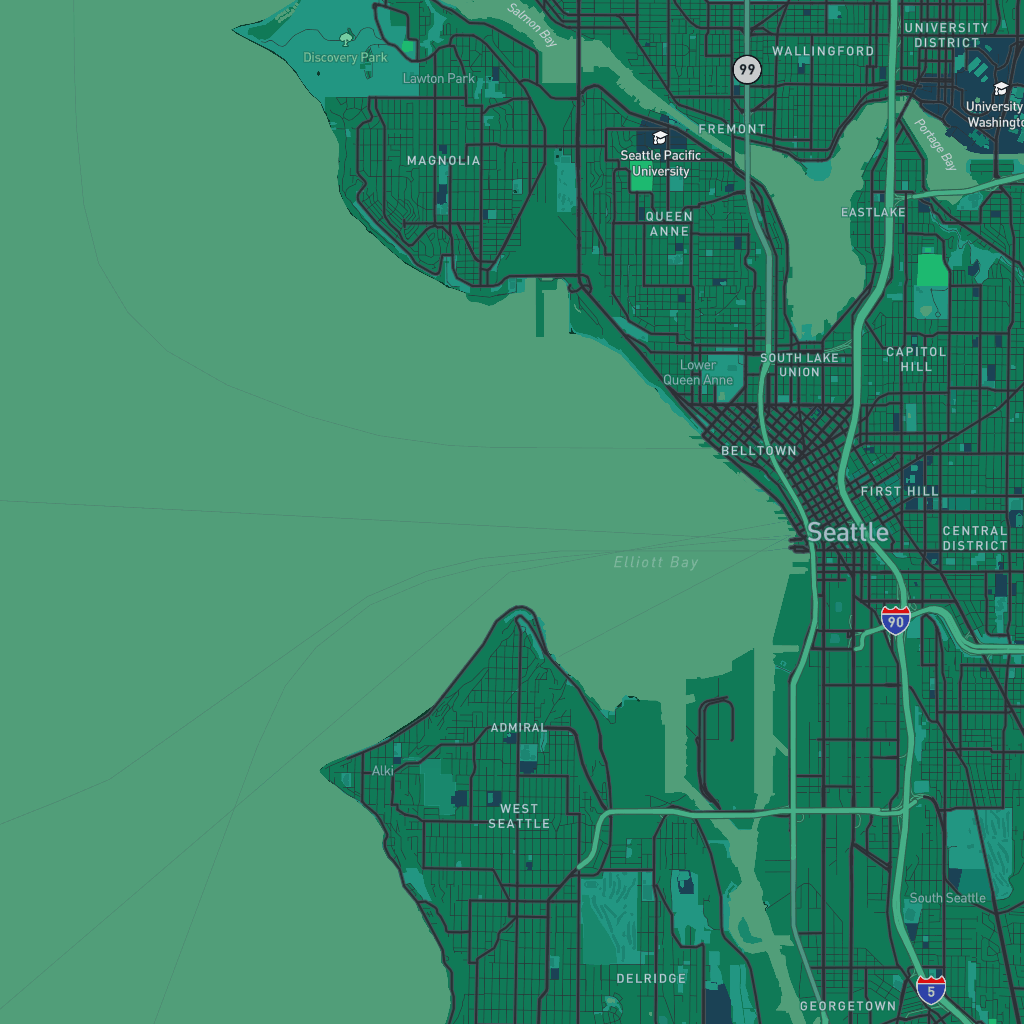 Salmon Bay
UNIVERSITY
DISTRICT
WALLINGFORD
Discovery Park
99
Lawton Park
University
Washingto
FREMONT
Portage Bay
Seattle Pacific
University
MAGNOLIA
EASTLAKE
QUEEN
ANNE
SOUTH LAKE
UNION
CAPITOL
HILL
Lower
Queen Anne
BELLTOWN
FIRST HILL
Seattle
CENTRAL
DISTRICT
Elliott Bay
90
ADMIRAL
Alki
WEST
SEATTLE
South Seattle
DELRIDGE
5
GEORGETOWN